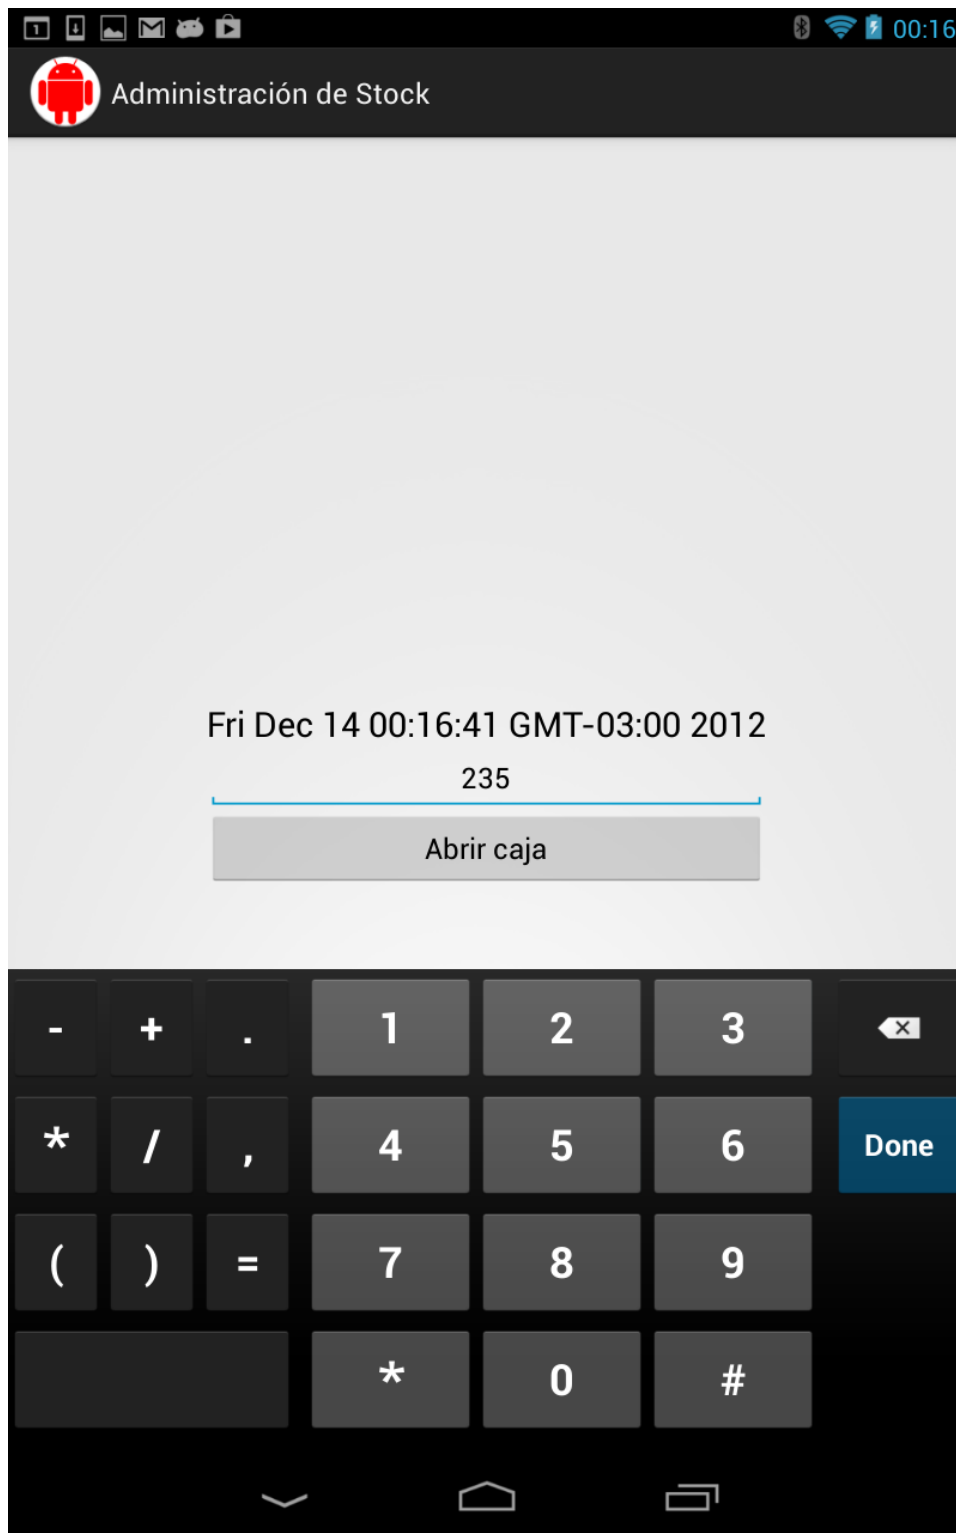 1 00:16
Administración de Stock
Fri Dec 14 00:16:41 GMT-03:00 2012
235
Abrir caja
- + . 1 2 3
* / , 4 5 6 Done
( ) = 7 8 9
* 0 #